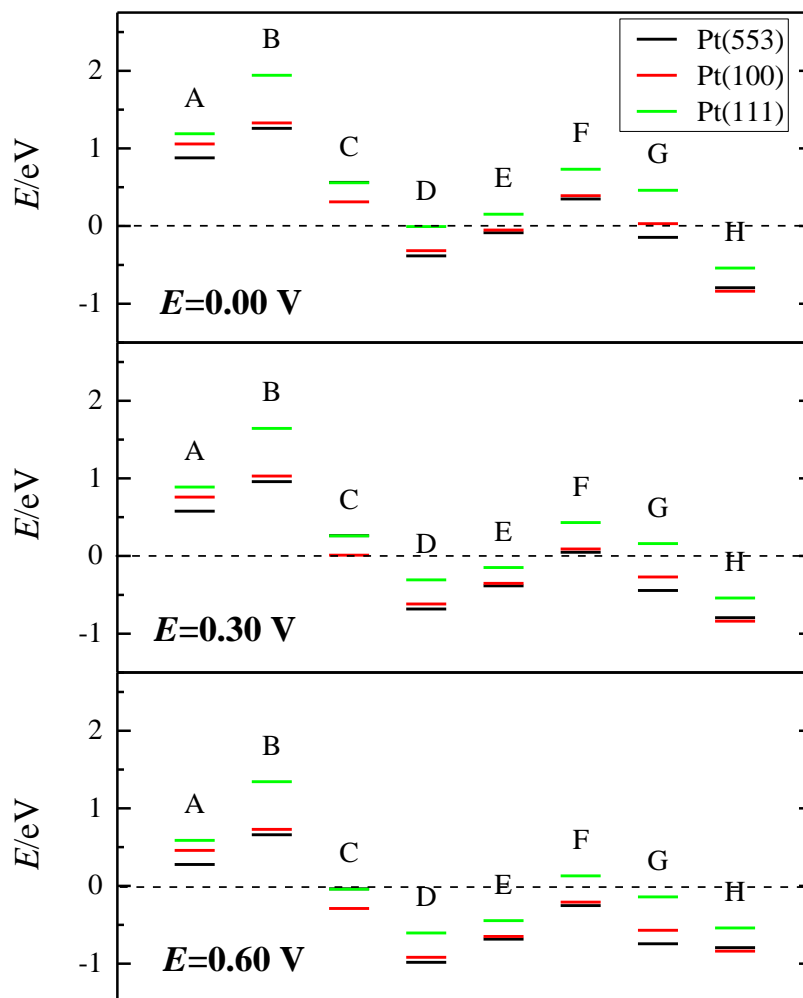 B
Pt(553)
2
Pt(100)
A
Pt(111)
F
E/eV
1
C
G
D
E
0
H
-1
E=0.00 V
2
B
A
E/eV
1
F
C
G
D
E
0
H
-1
E=0.30 V
2
B
A
E/eV
1
C
F
G
D
E
H
0
-1
E=0.60 V